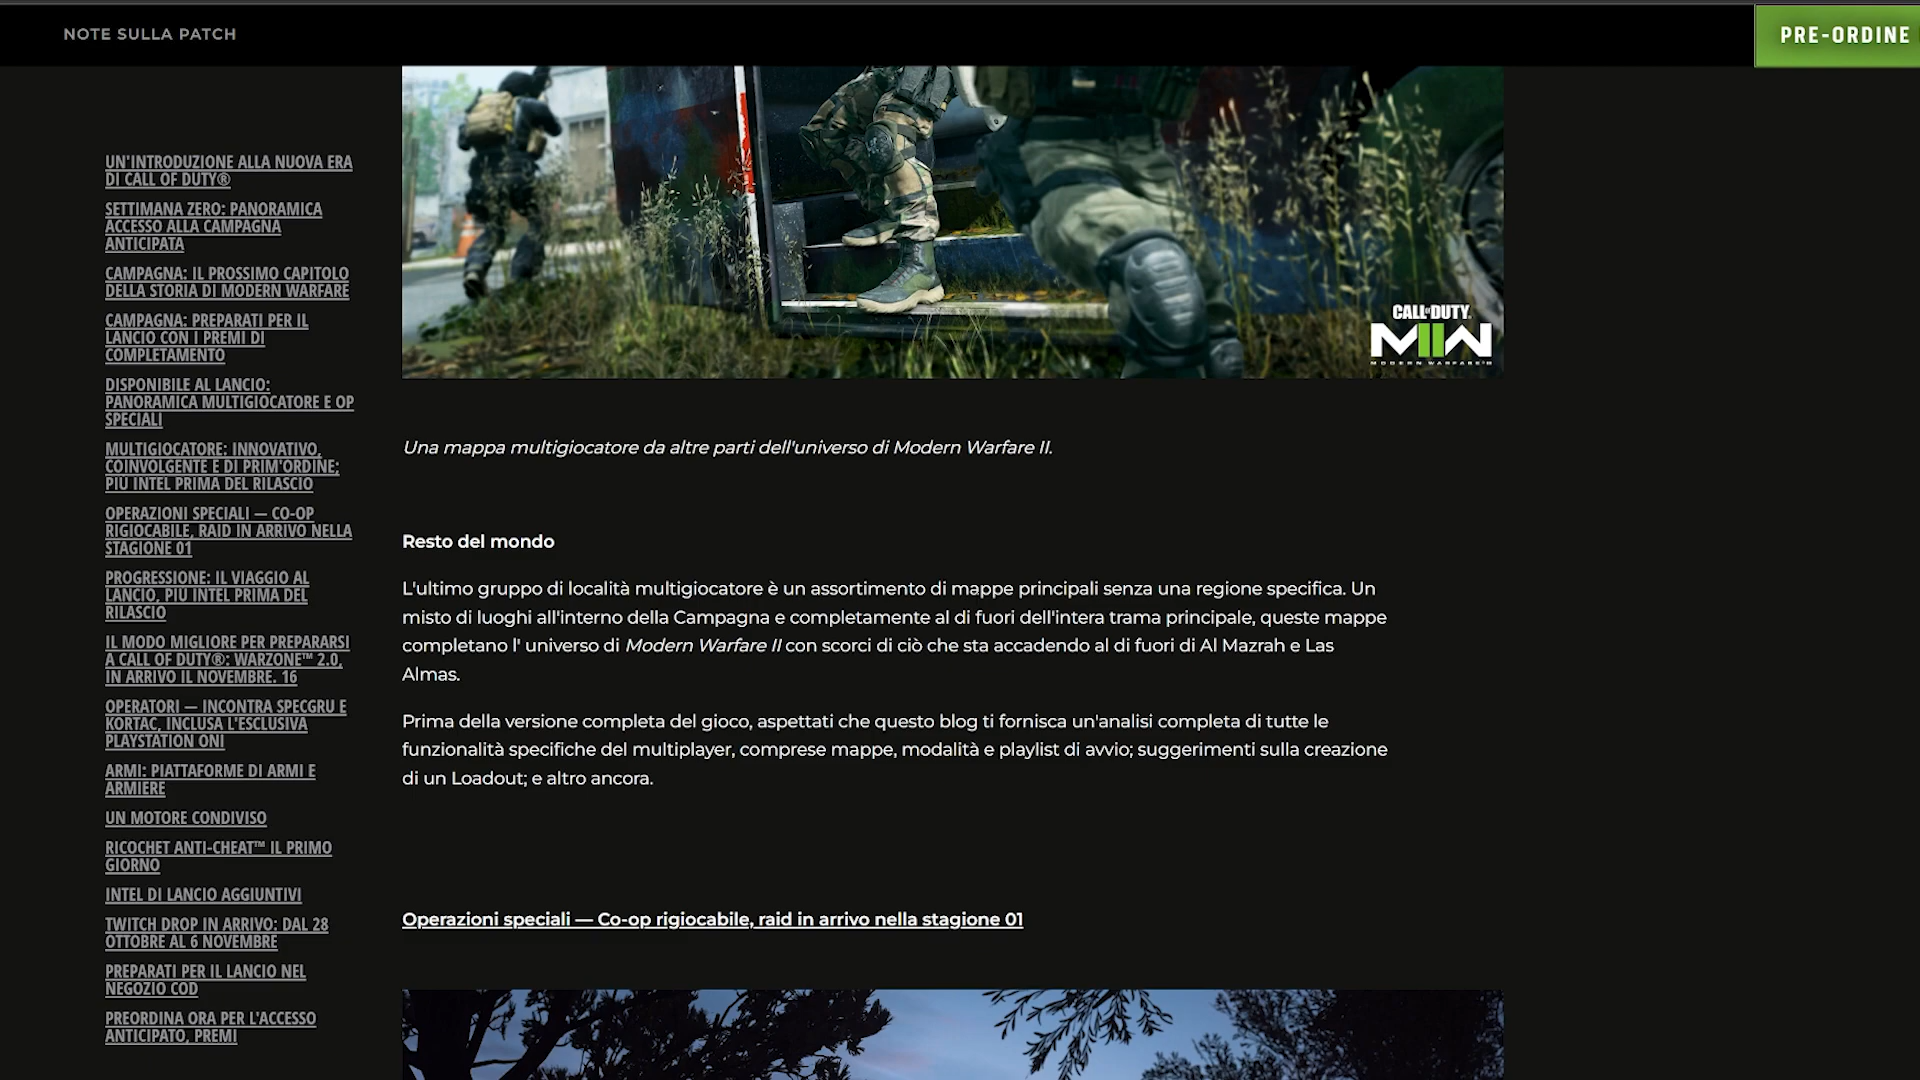 NOTE SULLA PATCH
PRE-ORDINE
UN'INTRODUZIONE ALLA NUOVA ERA
DI CALL OF DUTY®
SETTIMANA ZERO: PANORAMICA
ACCESSO ALLA CAMPAGNA
ANTICIPATA
CAMPAGNA: IL PROSSIMO CAPITOLO
DELLA STORIA DI MODERN WARFARE
CAMPAGNA: PREPARATI PER IL
LANCIO CON I PREMI DI
COMPLETAMENTO
DISPONIBILE AL LANCIO:
PANORAMICA MULTIGIOCATORE E OP
SPECIALI
MULTIGIOCATORE: INNOVATIVO,
COINVOLGENTE E DI PRIM'ORDINE;
PIÙ INTEL PRIMA DEL RILASCIO
OPERAZIONI SPECIALI — CO-OP
RIGIOCABILE, RAID IN ARRIVO NELLA
STAGIONE 01
PROGRESSIONE: IL VIAGGIO AL
LANCIO, PIÙ INTEL PRIMA DEL
RILASCIO
IL MODO MIGLIORE PER PREPARARSI
A CALL OF DUTY®: WARZONE™ 2.0,
IN ARRIVO IL NOVEMBRE. 16
OPERATORI — INCONTRA SPECGRU E
KORTAC, INCLUSA L'ESCLUSIVA
PLAYSTATION ONI
ARMI: PIATTAFORME DI ARMI E
ARMIERE
UN MOTORE CONDIVISO
RICOCHET ANTI-CHEAT™ IL PRIMO
GIORNO
INTEL DI LANCIO AGGIUNTIVI
TWITCH DROP IN ARRIVO: DAL 28
OTTOBRE AL 6 NOVEMBRE
PREPARATI PER IL LANCIO NEL
NEGOZIO COD
PREORDINA ORA PER L'ACCESSO
ANTICIPATO, PREMI
CALL OF DUTY®
MWII
MODERN WARFARE II
Una mappa multigiocatore da altre parti dell'universo di Modern Warfare II.
Resto del mondo
L'ultimo gruppo di località multigiocatore è un assortimento di mappe principali senza una regione specifica. Un
misto di luoghi all'interno della Campagna e completamente al di fuori dell'intera trama principale, queste mappe
completano l' universo di Modern Warfare II con scorci di ciò che sta accadendo al di fuori di Al Mazrah e Las
Almas.
Prima della versione completa del gioco, aspettati che questo blog ti fornisca un'analisi completa di tutte le
funzionalità specifiche del multiplayer, comprese mappe, modalità e playlist di avvio; suggerimenti sulla creazione
di un Loadout; e altro ancora.
Operazioni speciali — Co-op rigiocabile, raid in arrivo nella stagione 01